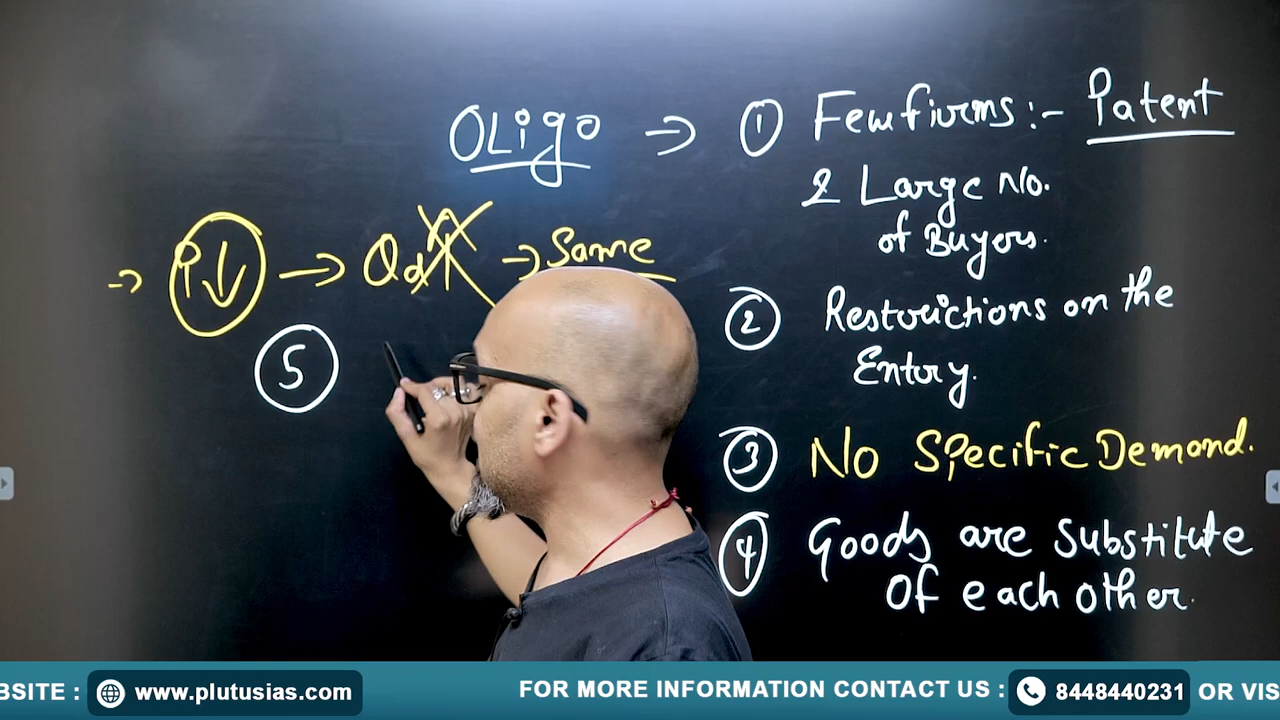 OLigo → ① Few firms :- Patent
& Large No.
of Buyers.
→ P↓ → Qd↑ → Same
② Restrictions on the
Entry.
⑤
③ No Specific Demand.
④ Goods are substitute
of each other.
BSITE : www.plutusias.com FOR MORE INFORMATION CONTACT US : 8448440231 OR VIS